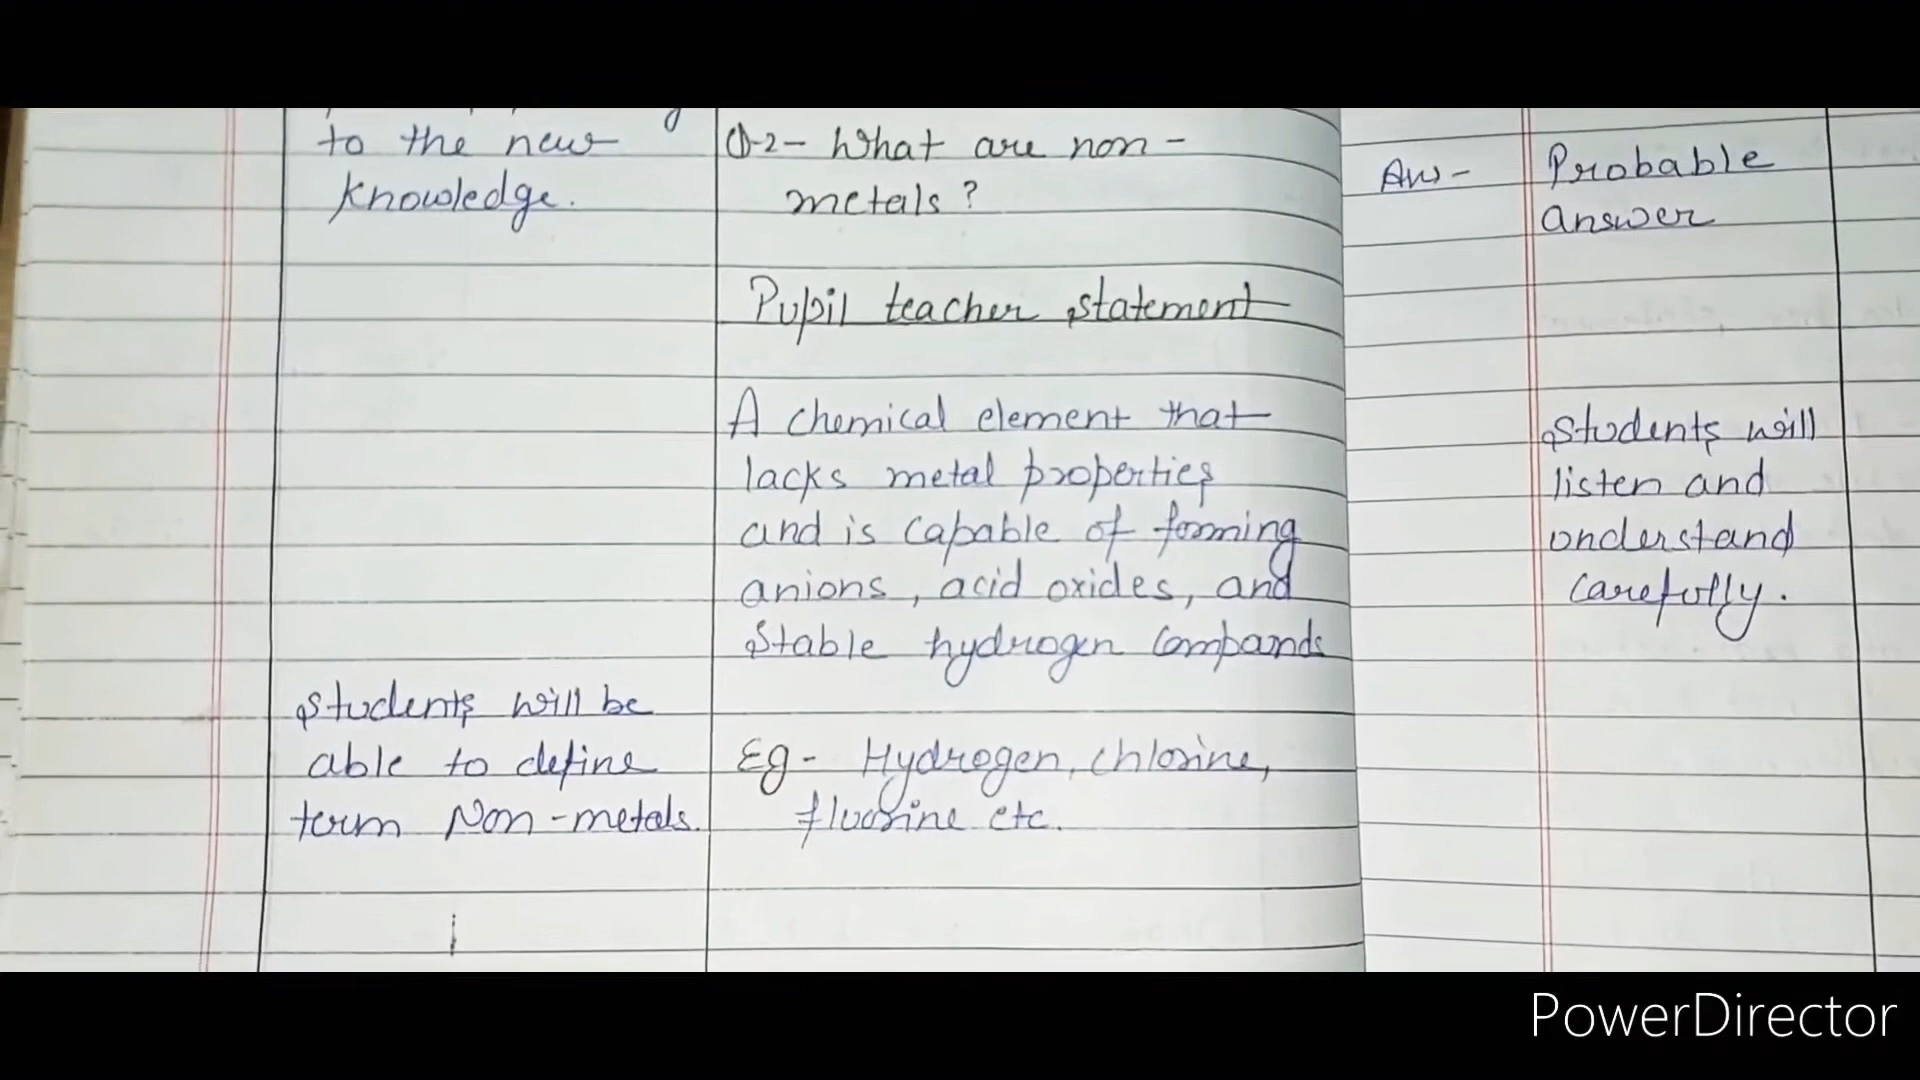 to the new
knowledge.
Q-2- What are non-
metals?
Pupil teacher statement
A chemical element that
lacks metal properties
and is capable of forming
anions, acid oxides, and
Stable hydrogen compands
Students will be
able to define
term Non-metals.
Eg- Hydrogen, chlorine,
fluorine etc.
Ans- Probable
answer
Students will
listen and
understand
carefully.
PowerDirector